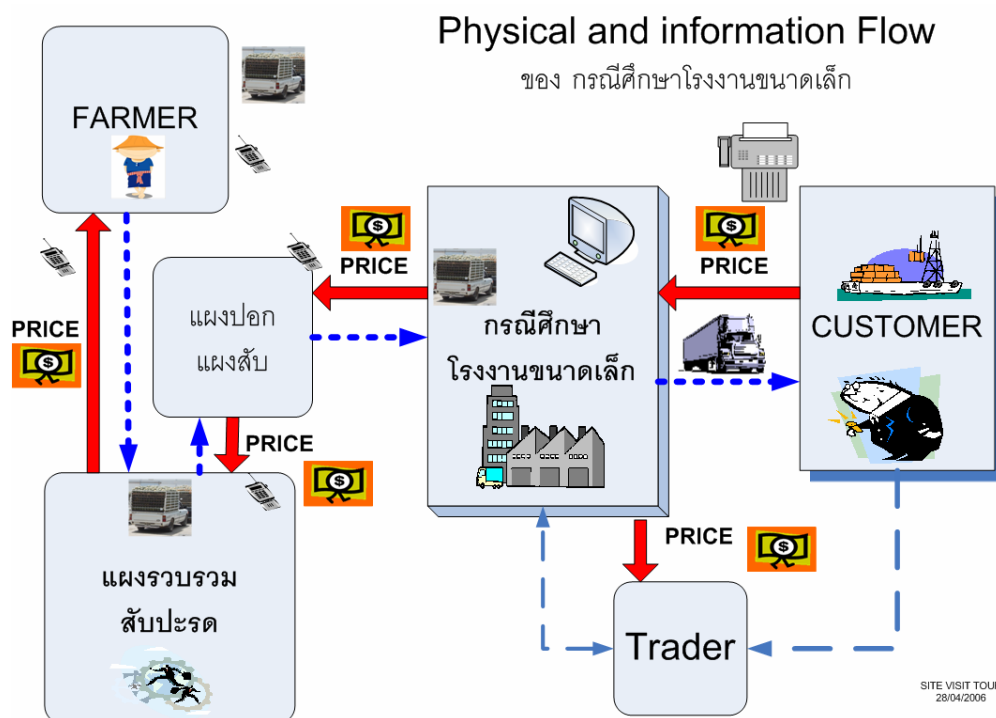 Physical and information Flow
ของ กรณีศึกษาโรงงานขนาดเล็ก
FARMER
PRICE
แผงปอก
แผงสับ
PRICE
PRICE
กรณีศึกษา
โรงงานขนาดเล็ก
PRICE
CUSTOMER
แผงรวบรวม
สับปะรด
PRICE
Trader
SITE VISIT TOU
28/04/2006